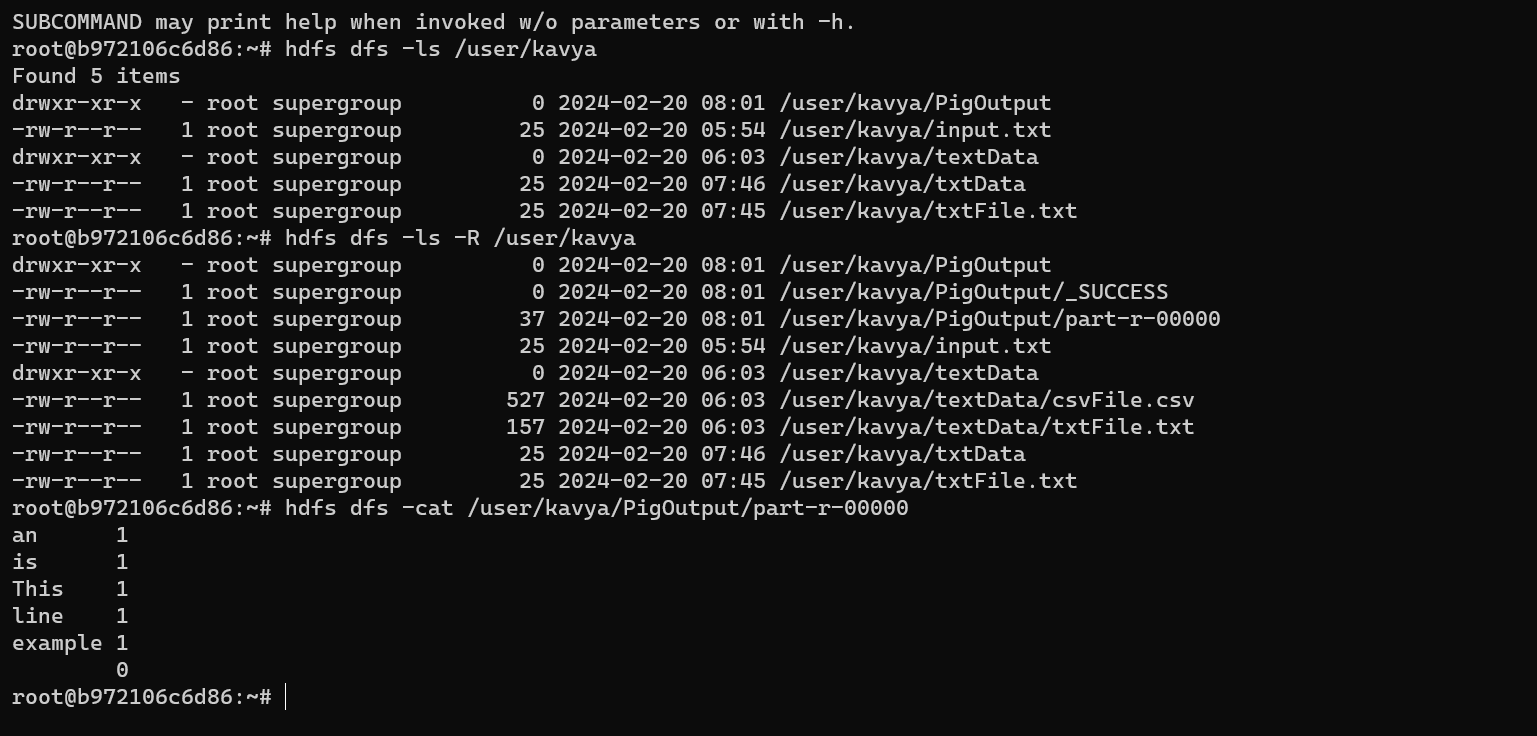 SUBCOMMAND may print help when invoked w/o parameters or with -h.
root@b972106c6d86:~# hdfs dfs -ls /user/kavya
Found 5 items
drwxr-xr-x   - root supergroup          0 2024-02-20 08:01 /user/kavya/PigOutput
-rw-r--r--   1 root supergroup         25 2024-02-20 05:54 /user/kavya/input.txt
drwxr-xr-x   - root supergroup          0 2024-02-20 06:03 /user/kavya/textData
-rw-r--r--   1 root supergroup         25 2024-02-20 07:46 /user/kavya/txtData
-rw-r--r--   1 root supergroup         25 2024-02-20 07:45 /user/kavya/txtFile.txt
root@b972106c6d86:~# hdfs dfs -ls -R /user/kavya
drwxr-xr-x   - root supergroup          0 2024-02-20 08:01 /user/kavya/PigOutput
-rw-r--r--   1 root supergroup          0 2024-02-20 08:01 /user/kavya/PigOutput/_SUCCESS
-rw-r--r--   1 root supergroup         37 2024-02-20 08:01 /user/kavya/PigOutput/part-r-00000
-rw-r--r--   1 root supergroup         25 2024-02-20 05:54 /user/kavya/input.txt
drwxr-xr-x   - root supergroup          0 2024-02-20 06:03 /user/kavya/textData
-rw-r--r--   1 root supergroup        527 2024-02-20 06:03 /user/kavya/textData/csvFile.csv
-rw-r--r--   1 root supergroup        157 2024-02-20 06:03 /user/kavya/textData/txtFile.txt
-rw-r--r--   1 root supergroup         25 2024-02-20 07:46 /user/kavya/txtData
-rw-r--r--   1 root supergroup         25 2024-02-20 07:45 /user/kavya/txtFile.txt
root@b972106c6d86:~# hdfs dfs -cat /user/kavya/PigOutput/part-r-00000
an      1
is      1
This    1
line    1
example 1
        0
root@b972106c6d86:~#